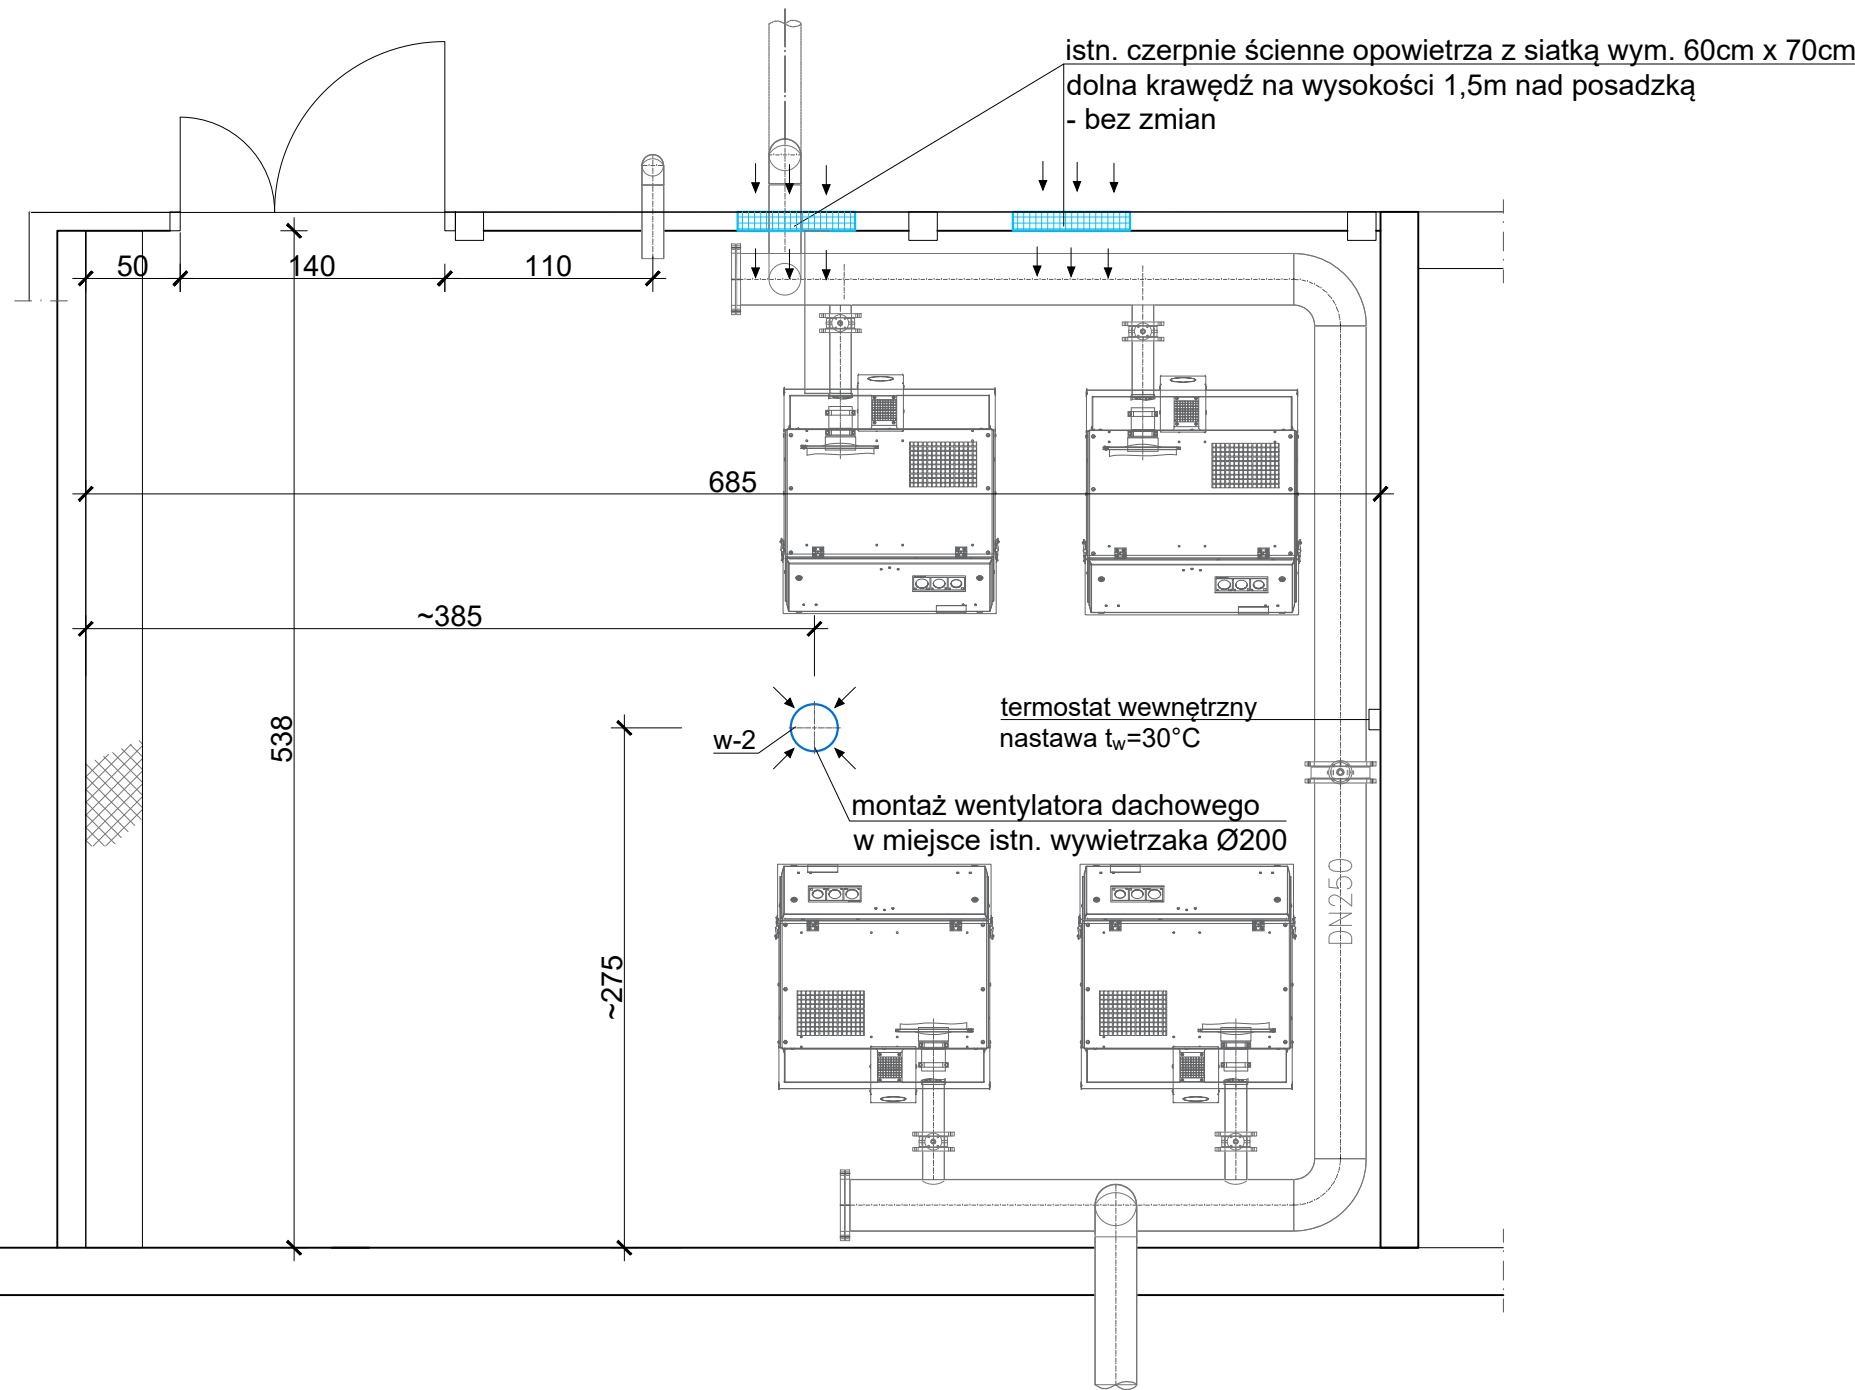 istn. czerpnie ścienne opowietrza z siatką wym. 60cm x 70cm
dolna krawędź na wysokości 1,5m nad posadzką
- bez zmian
50
140
110
685
~385
538
termostat wewnętrzny
nastawa tw=30°C
w-2
montaż wentylatora dachowego
w miejsce istn. wywietrzaka Ø200
DN250
~275